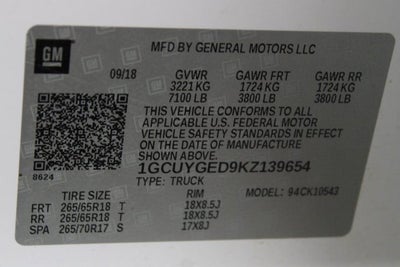 GM
MFD BY GENERAL MOTORS LLC
09/18 GVWR GAWR FRT GAWR RR
3221 KG 1724 KG 1724 KG
7100 LB 3800 LB 3800 LB
THIS VEHICLE CONFORMS TO ALL
APPLICABLE U.S. FEDERAL MOTOR
VEHICLE SAFETY STANDARDS IN EFFECT
ON THE DATE OF MANUFACTURE
8624
1GCUYGED9KZ139654
TYPE: TRUCK MODEL: 94CK10543
TIRE SIZE RIM
FRT 265/65R18 T 18X8.5J
RR 265/65R18 T 18X8.5J
SPA 265/70R17 S 17X8J